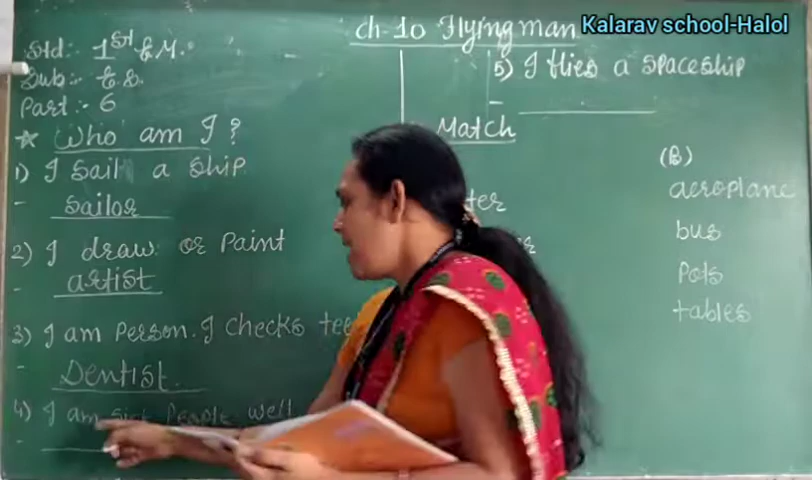 Std:- 1st E.M.
Sub:- E.S.
Part:- 6
ch-10 Flying man
Kalarav school-Halol
Who am I?
1) I sail a ship
- sailor
2) I draw or Paint
- artist
3) I am Person. I checks tee
- Dentist.
4) I am sick People well
-
5) I flies a spaceship
-
Match
(B)
aeroplane
bus
Pots
tables